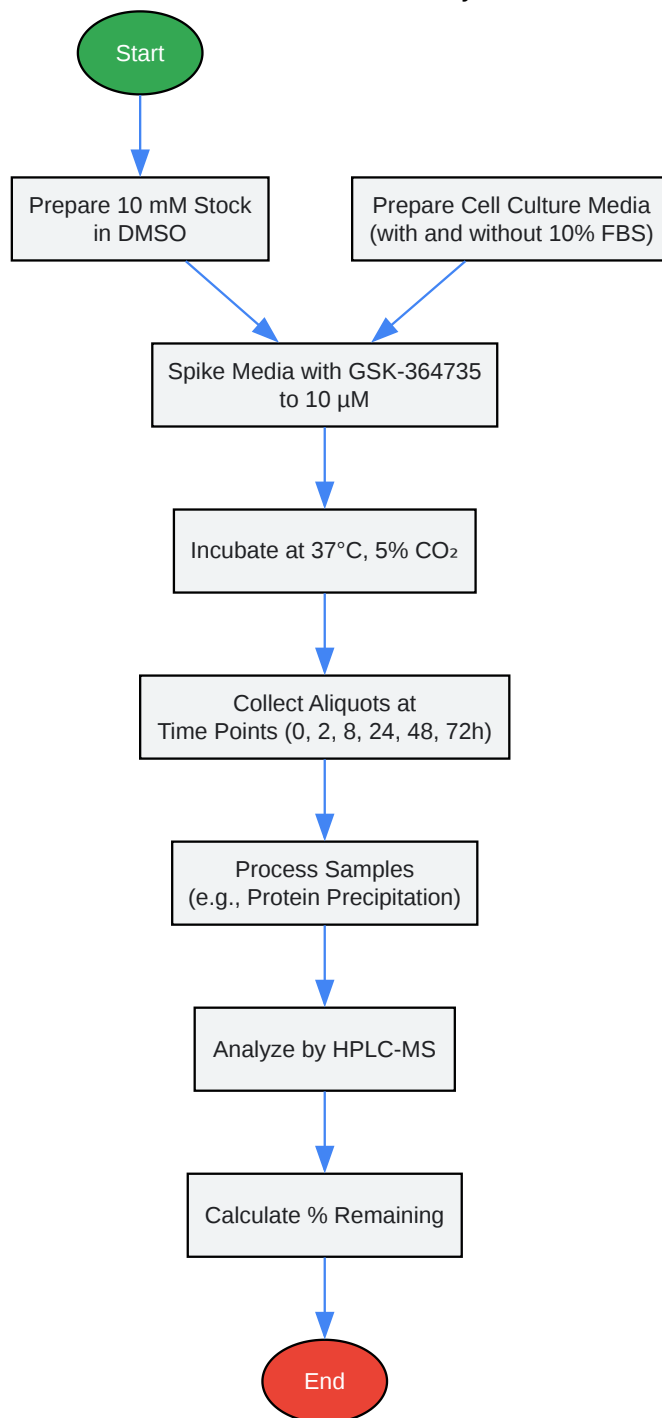 Start
Prepare 10 mM Stock
in DMSO
Prepare Cell Culture Media
(with and without 10% FBS)
Spike Media with GSK-364735
to 10 µM
Incubate at 37°C, 5% CO₂
Collect Aliquots at
Time Points (0, 2, 8, 24, 48, 72h)
Process Samples
(e.g., Protein Precipitation)
Analyze by HPLC-MS
Calculate % Remaining
End